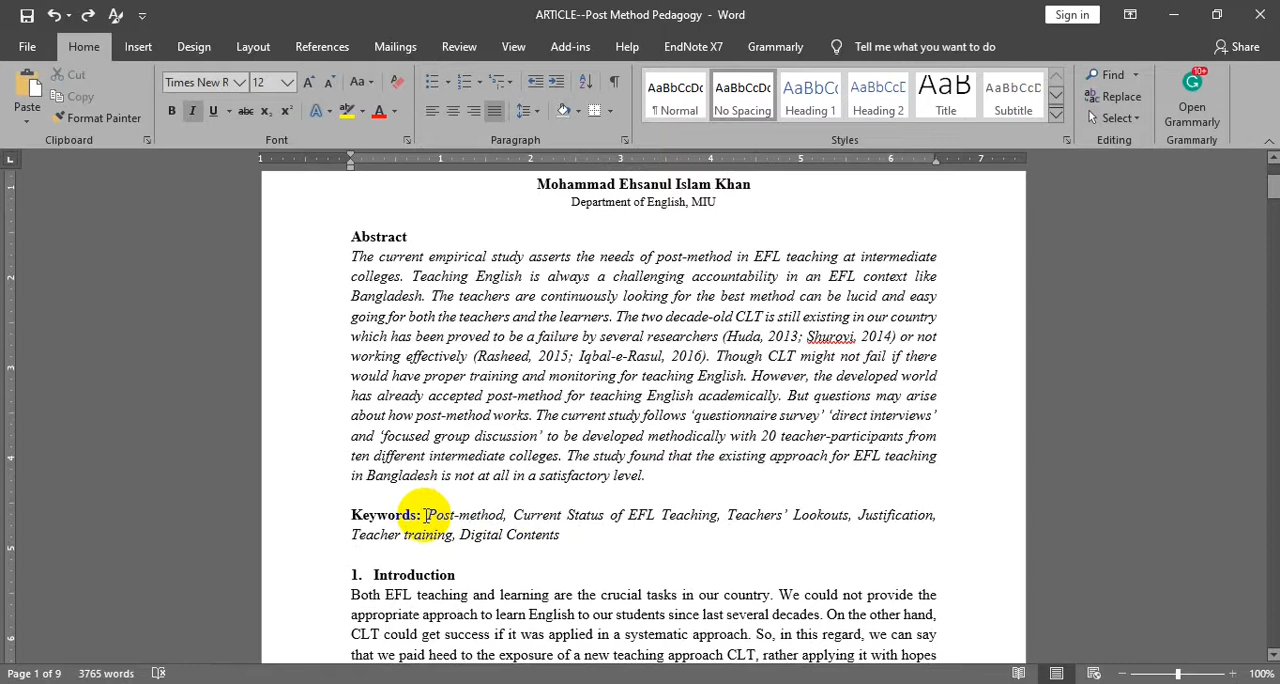 ARTICLE--Post Method Pedagogy - Word
Sign in
File Home Insert Design Layout References Mailings Review View Add-ins Help EndNote X7 Grammarly Tell me what you want to do Share
Paste
Cut
Copy
Format Painter
Clipboard
Times New R 12
Font
Paragraph
AaBbCcDc AaBbCcDc AaBbCc AaBbCcD AaB AaBbCcD
¶ Normal No Spacing Heading 1 Heading 2 Title Subtitle
Styles
Find
Replace
Select
Editing
10+
Open
Grammarly
Grammarly
1 1 2 3 4 5 6 7
1
2
3
4
5
6
Mohammad Ehsanul Islam Khan
Department of English, MIU
Abstract
The current empirical study asserts the needs of post-method in EFL teaching at intermediate
colleges. Teaching English is always a challenging accountability in an EFL context like
Bangladesh. The teachers are continuously looking for the best method can be lucid and easy
going for both the teachers and the learners. The two decade-old CLT is still existing in our country
which has been proved to be a failure by several researchers (Huda, 2013; Shurovi, 2014) or not
working effectively (Rasheed, 2015; Iqbal-e-Rasul, 2016). Though CLT might not fail if there
would have proper training and monitoring for teaching English. However, the developed world
has already accepted post-method for teaching English academically. But questions may arise
about how post-method works. The current study follows ‘questionnaire survey’ ‘direct interviews’
and ‘focused group discussion’ to be developed methodically with 20 teacher-participants from
ten different intermediate colleges. The study found that the existing approach for EFL teaching
in Bangladesh is not at all in a satisfactory level.
Keywords: Post-method, Current Status of EFL Teaching, Teachers’ Lookouts, Justification,
Teacher training, Digital Contents
1. Introduction
Both EFL teaching and learning are the crucial tasks in our country. We could not provide the
appropriate approach to learn English to our students since last several decades. On the other hand,
CLT could get success if it was applied in a systematic approach. So, in this regard, we can say
that we paid heed to the exposure of a new teaching approach CLT, rather applying it with hopes
Page 1 of 9 3765 words 100%